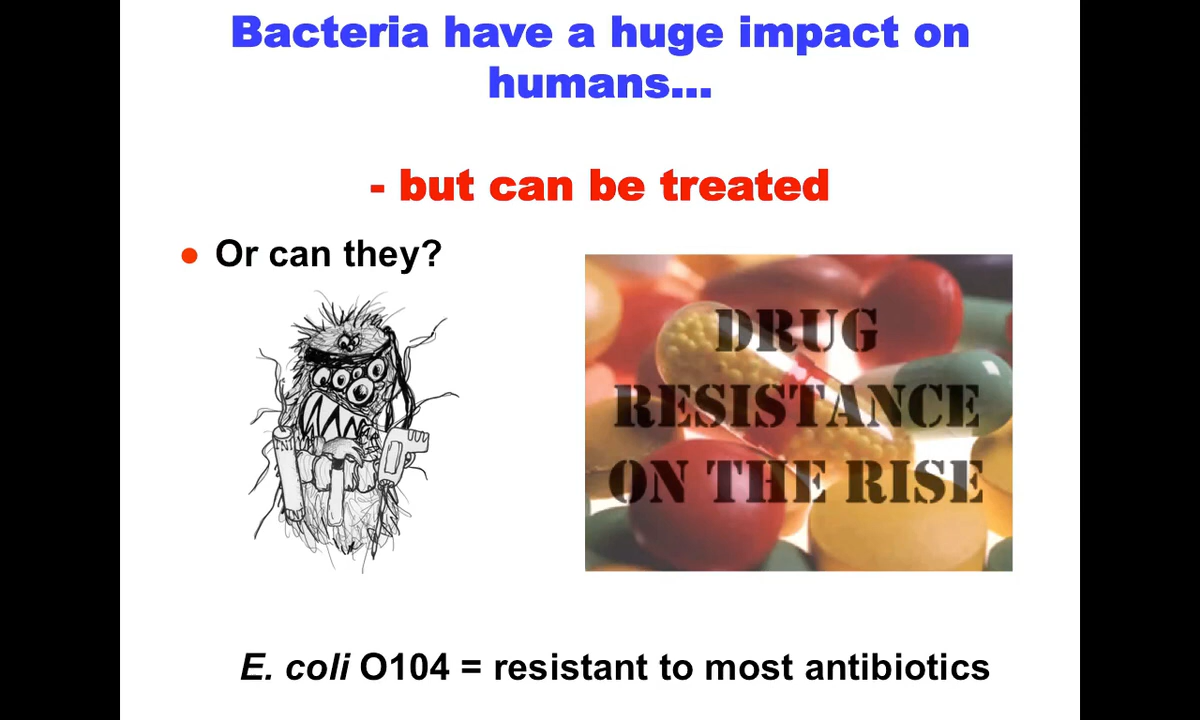 Bacteria have a huge impact on
humans...
- but can be treated
• Or can they?
DRUG
RESISTANCE
ON THE RISE
E. coli O104 = resistant to most antibiotics